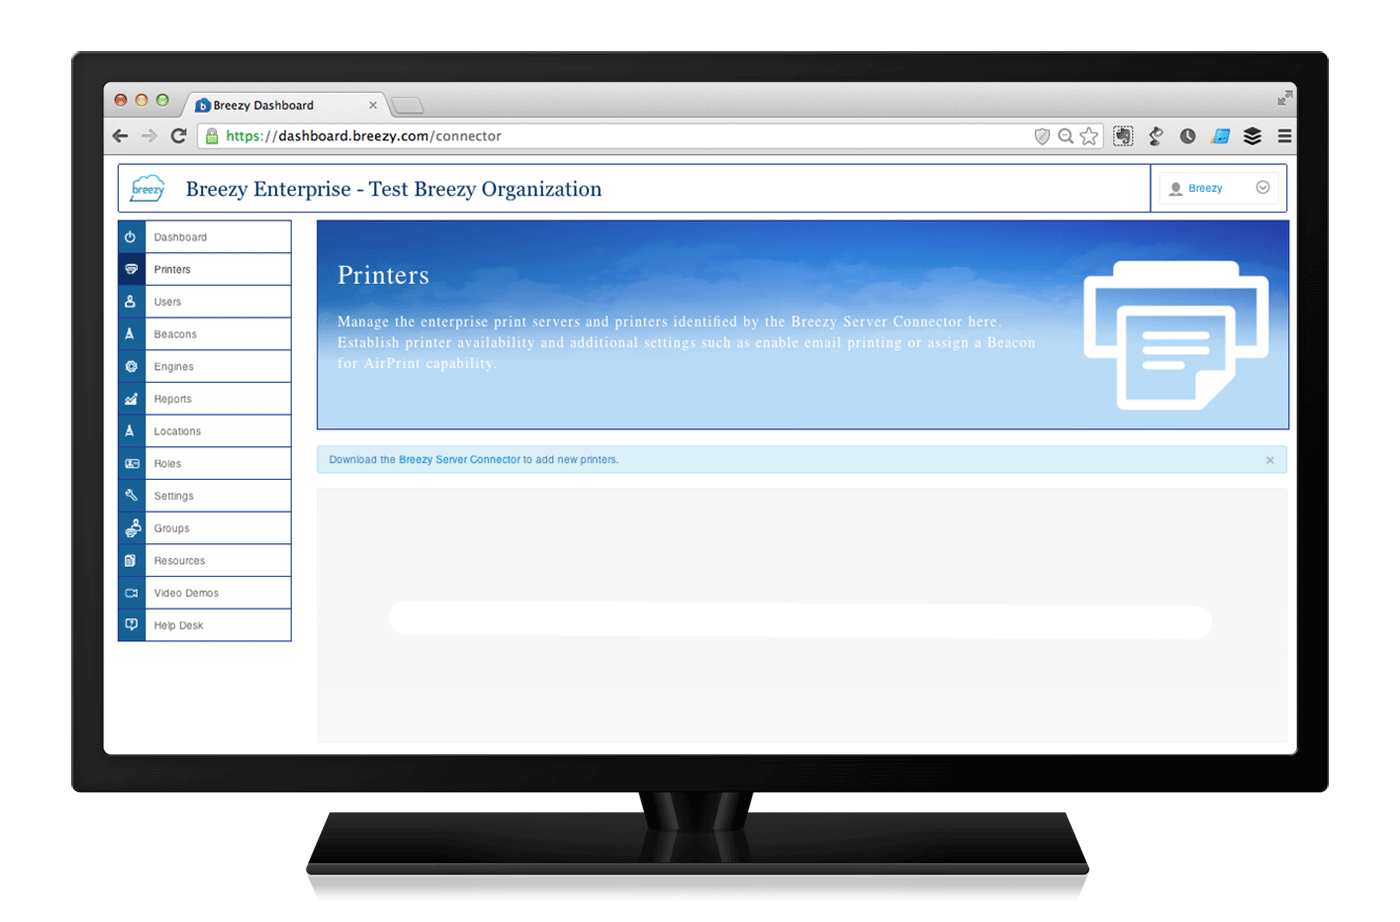 Breezy Dashboard
https://dashboard.breezy.com/connector
breezy
Breezy Enterprise - Test Breezy Organization
Breezy
Dashboard
Printers
Users
Beacons
Engines
Reports
Locations
Roles
Settings
Groups
Resources
Video Demos
Help Desk
Printers
Manage the enterprise print servers and printers identified by the Breezy Server Connector here.
Establish printer availability and additional settings such as enable email printing or assign a Beacon
for AirPrint capability.
Download the Breezy Server Connector to add new printers.